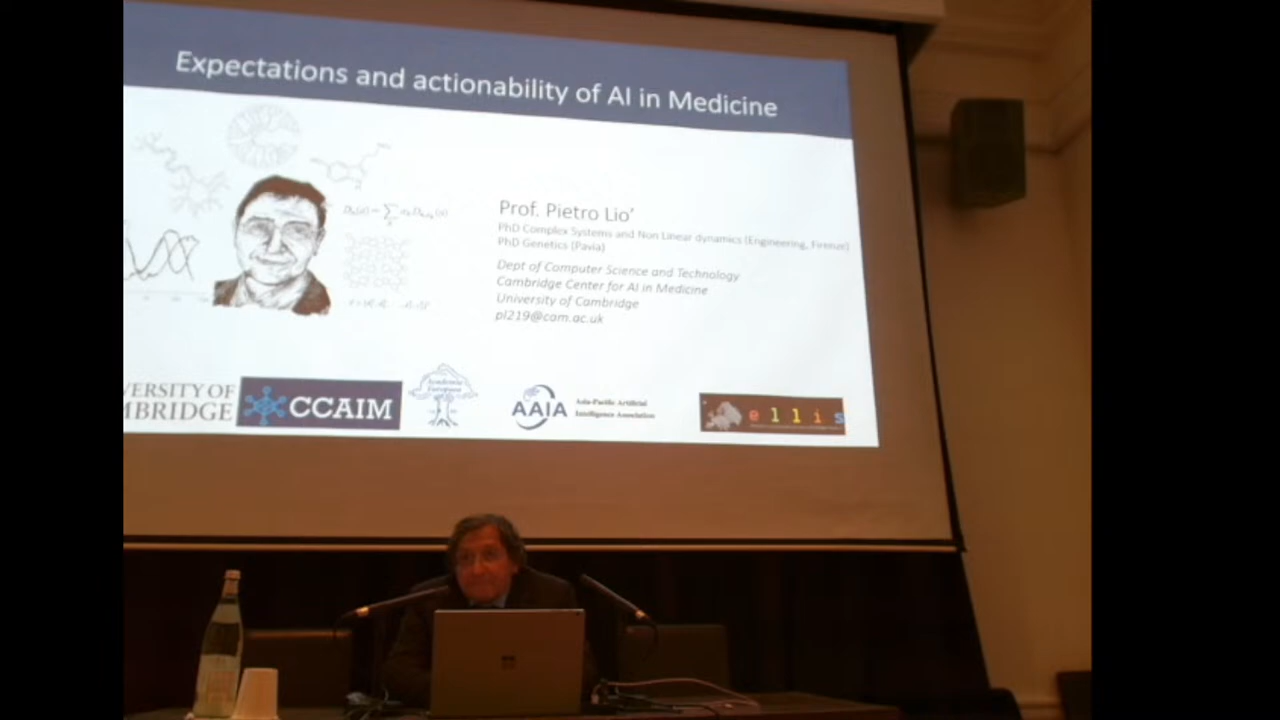 Expectations and actionability of AI in Medicine
Prof. Pietro Lio'
PhD Complex Systems and Non Linear dynamics (Engineering, Firenze)
PhD Genetics (Pavia)
Dept of Computer Science and Technology
Cambridge Center for AI in Medicine
University of Cambridge
pl219@cam.ac.uk
VERSITY OF
MBRIDGE
CCAIM
Academia
Europaea
AAIA
Asia-Pacific Artificial
Intelligence Association
ellis